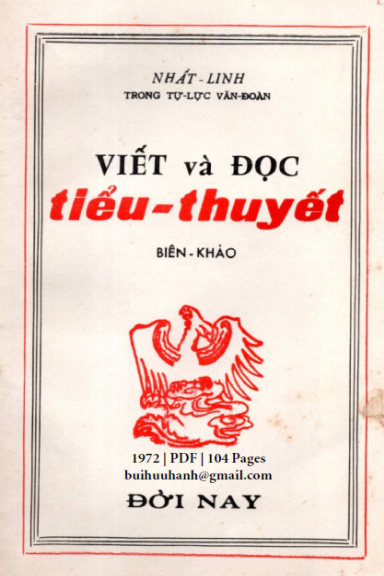 NHẤT - LINH
TRONG TỰ-LỰC VĂN-ĐOÀN
VIẾT và ĐỌC
tiểu-thuyết
BIÊN - KHẢO
1972 | PDF | 104 Pages
buihuuhanh@gmail.com
ĐỜI NAY